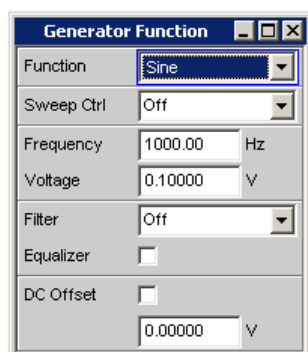 Generator Function
Function Sine
Sweep Ctrl Off
Frequency 1000.00 Hz
Voltage 0.10000 V
Filter Off
Equalizer
DC Offset
0.00000 V